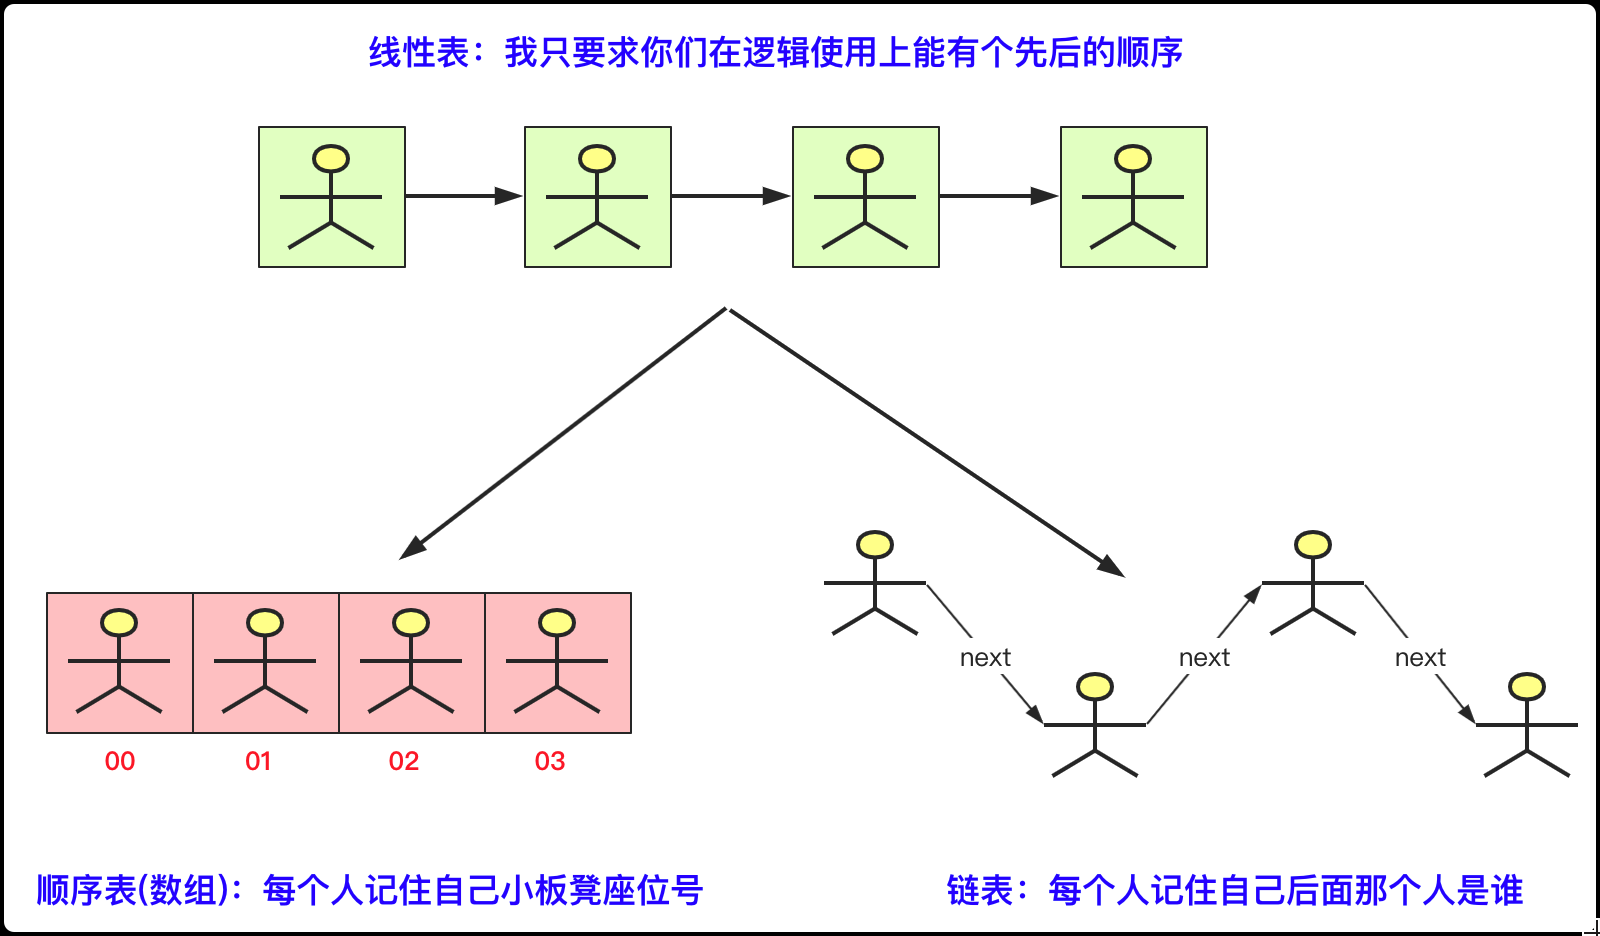 线性表：我只要求你们在逻辑使用上能有个先后的顺序
next
next
next
00
01
02
03
顺序表(数组)：每个人记住自己小板凳座位号
链表：每个人记住自己后面那个人是谁